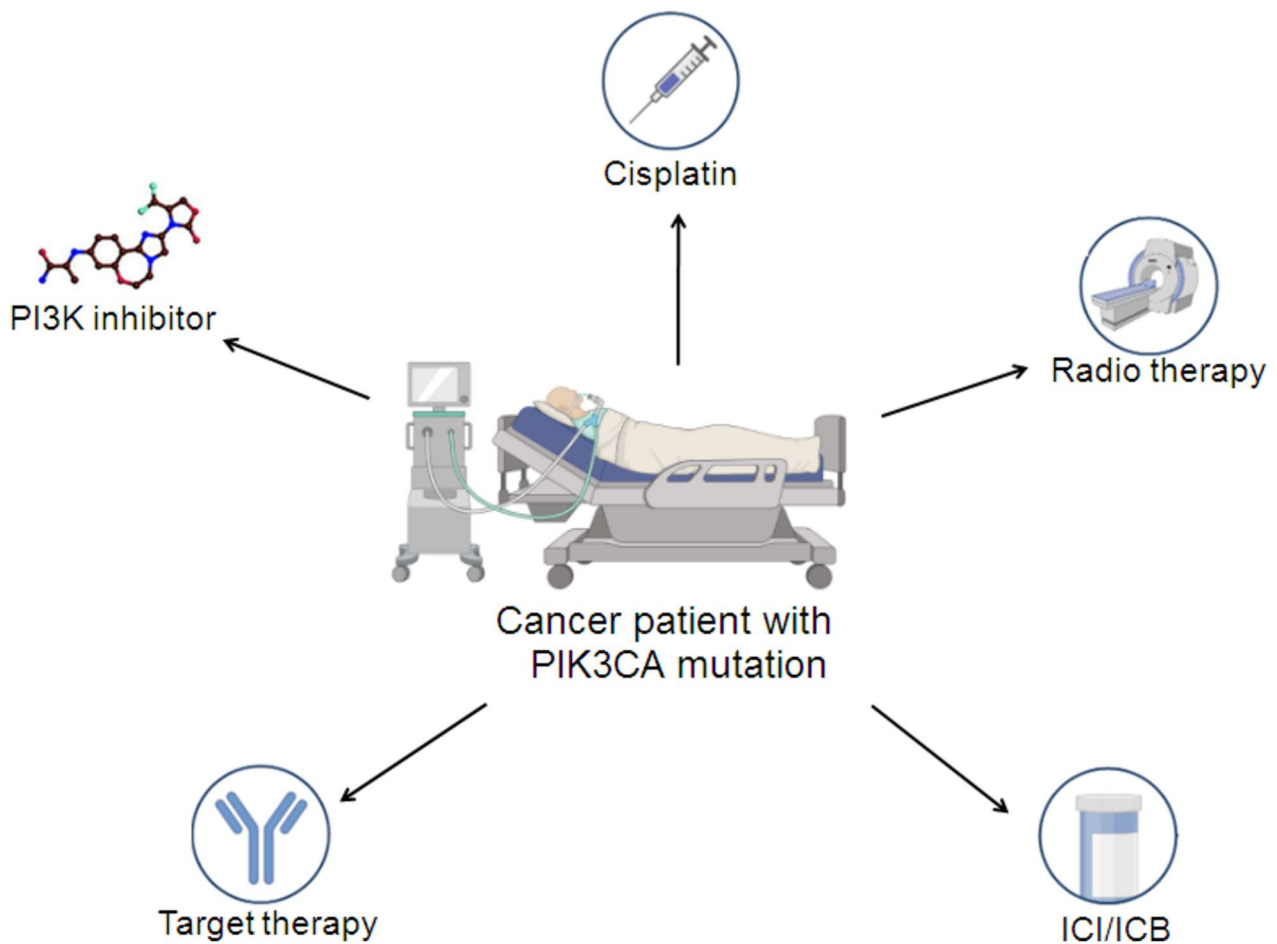 Cisplatin
PI3K inhibitor
Radio therapy
Cancer patient with
PIK3CA mutation
Target therapy
ICI/ICB